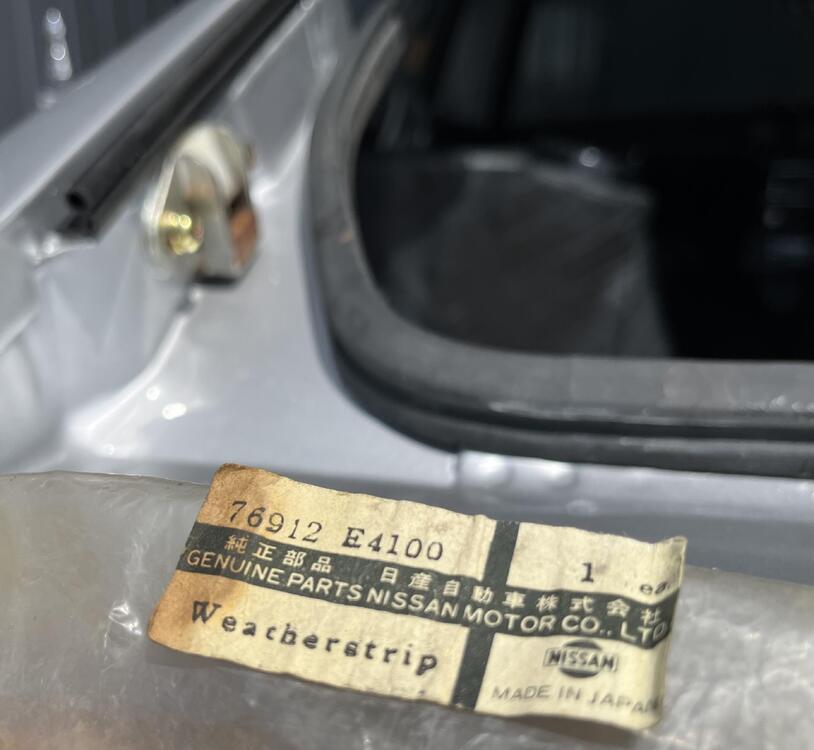 76912 E4100
1 ea.
純正部品 日産自動車株式会社
GENUINE PARTS NISSAN MOTOR CO., LTD
Weatherstrip
NISSAN
MADE IN JAPAN